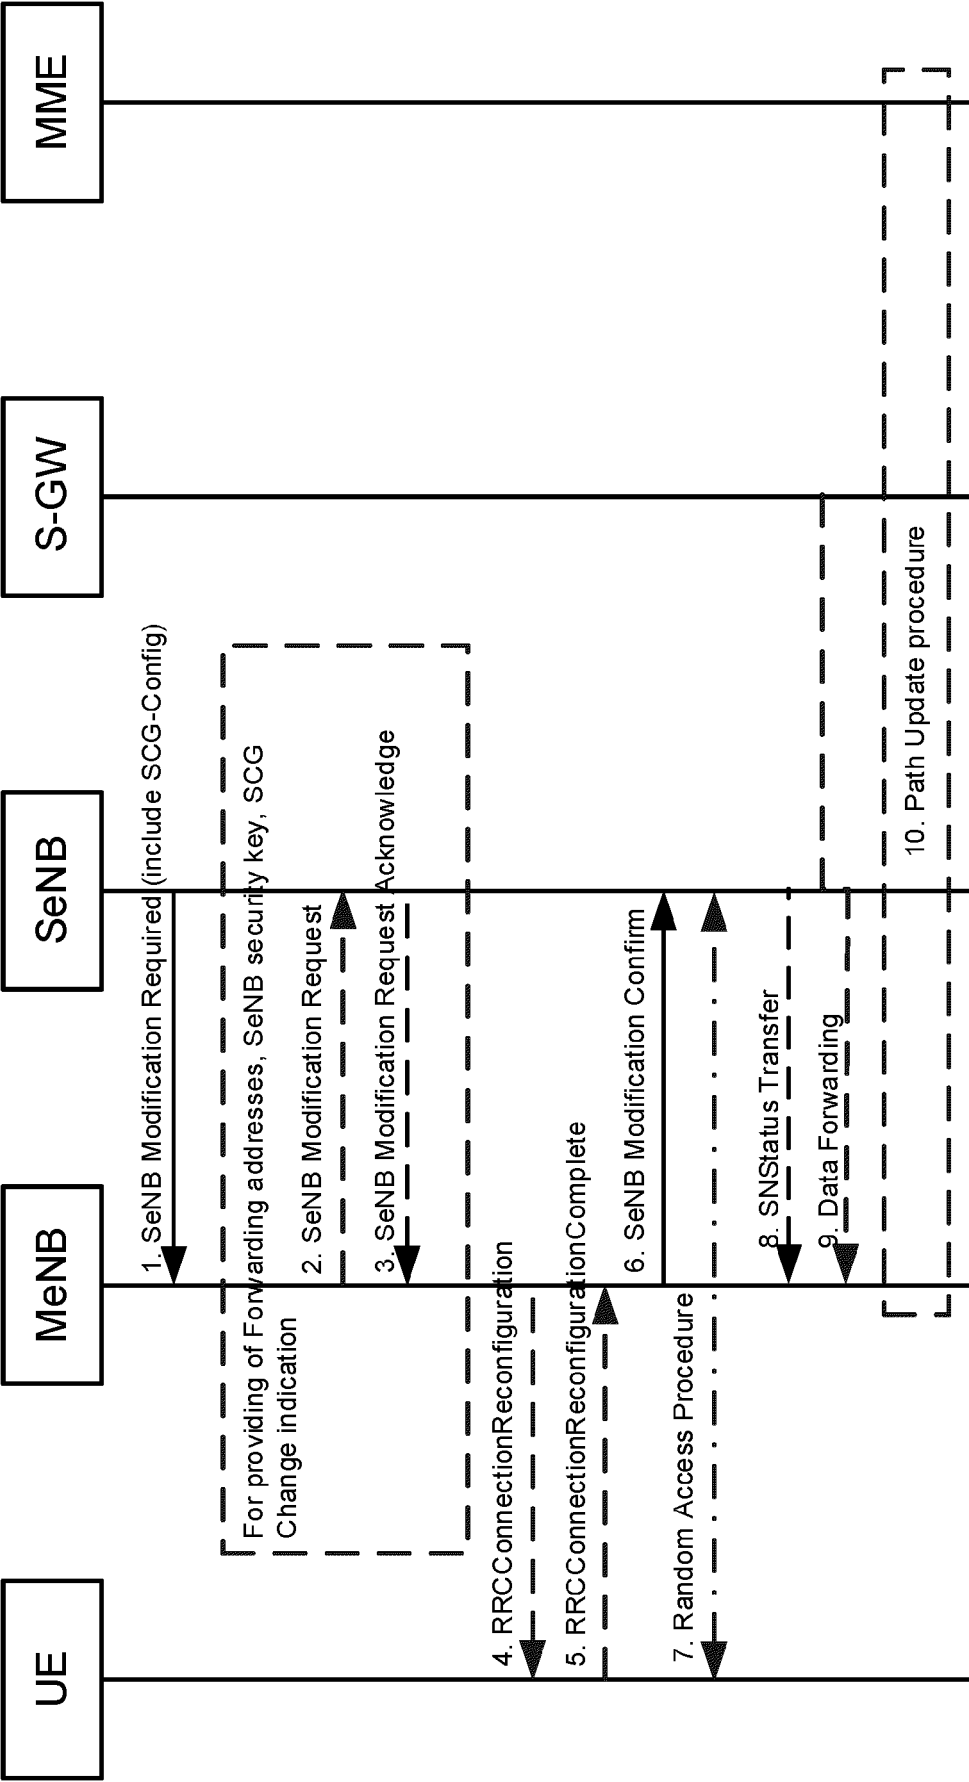 UE
MeNB
SeNB
S-GW
MME
1. SeNB Modification Required (include SCG-Config)
For providing of Forwarding addresses, SeNB security key, SCG
Change indication
2. SeNB Modification Request
3. SeNB Modification Request Acknowledge
4. RRCConnectionReconfiguration
5. RRCConnectionReconfigurationComplete
6. SeNB Modification Confirm
7. Random Access Procedure
8. SNStatus Transfer
9. Data Forwarding
10. Path Update procedure